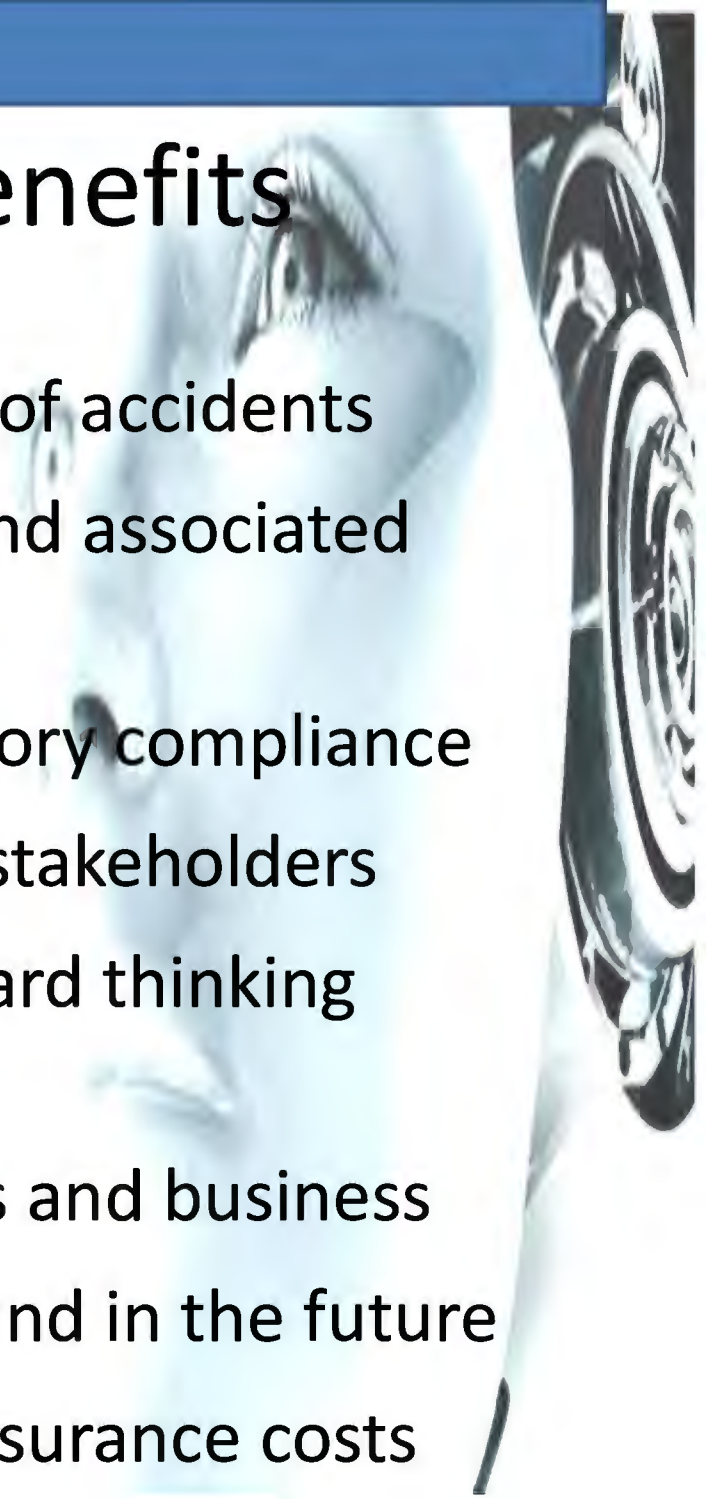 enefits
of accidents
nd associated
ory compliance
stakeholders
ard thinking
s and business
nd in the future
surance costs